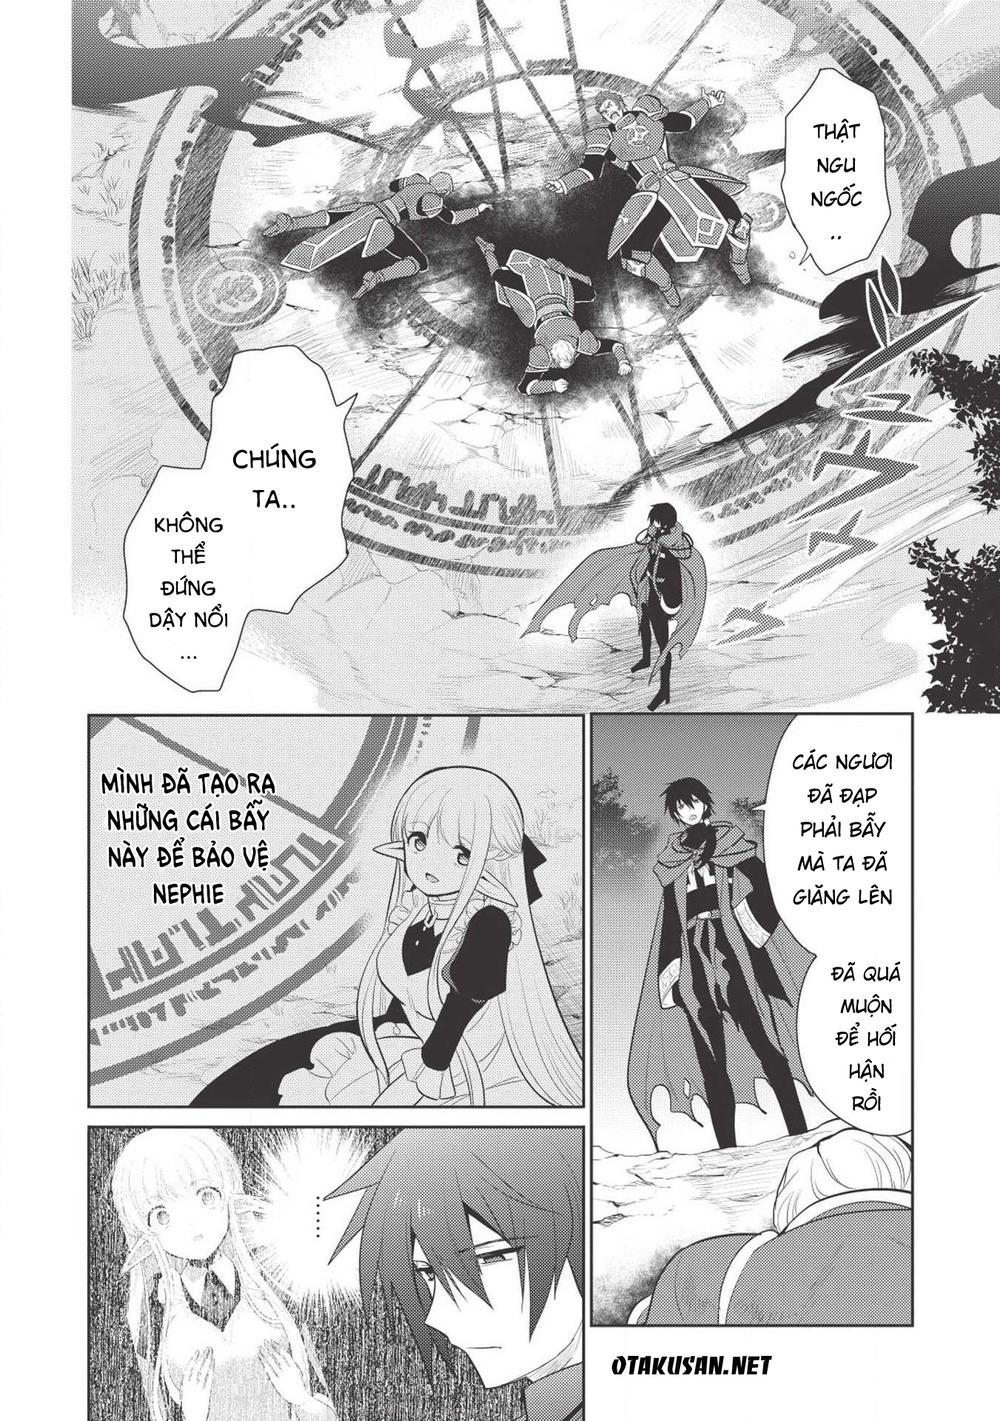 THẬT
NGU
NGỐC
..
CHÚNG
TA..
KHÔNG
THỂ
ĐỨNG
DẬY NỔI
...
CÁC NGƯƠI
ĐÃ ĐẠP
PHẢI BẪY
MÀ TA ĐÃ
GIĂNG LÊN
ĐÃ QUÁ
MUỘN
ĐỂ HỐI
HẬN
RỒI
MÌNH ĐÃ TẠO RA
NHỮNG CÁI BẪY
NÀY ĐỂ BẢO VỆ
NEPHIE
......
OTAKUSAN.NET